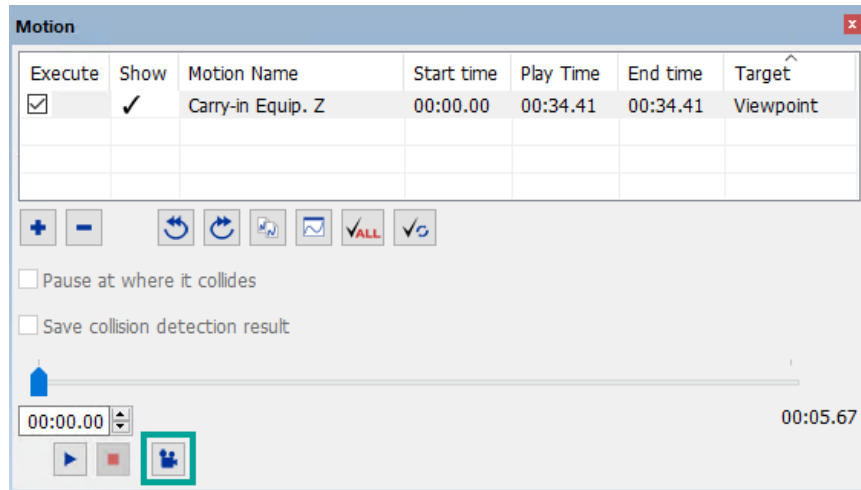 Motion
Execute Show Motion Name Start time Play Time End time Target
Carry-in Equip. Z 00:00.00 00:34.41 00:34.41 Viewpoint
ALL
Pause at where it collides
Save collision detection result
00:00.00 00:05.67